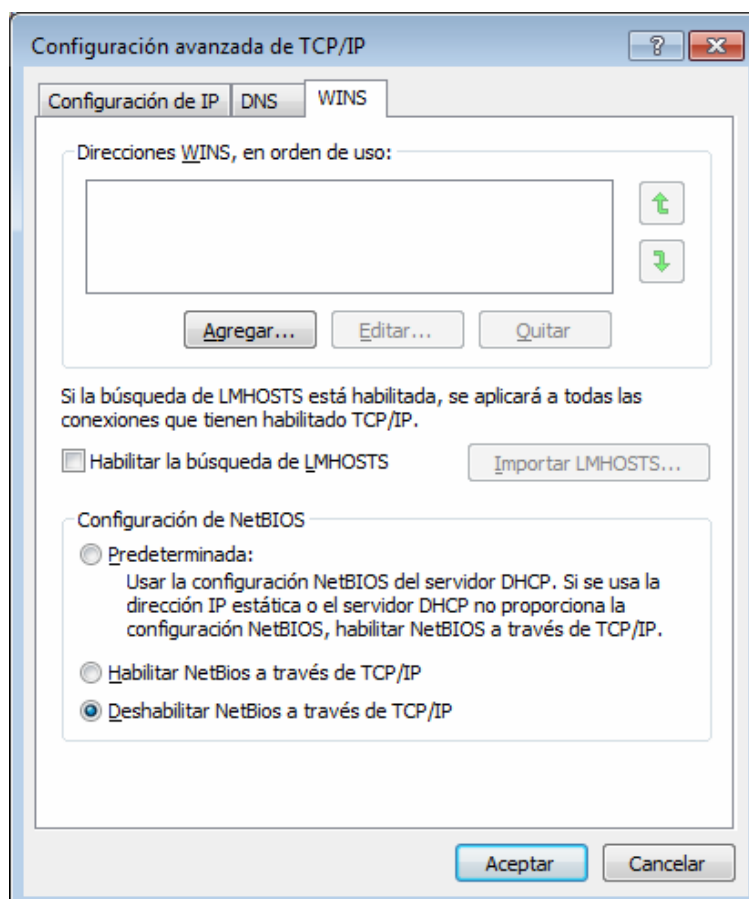 Configuración avanzada de TCP/IP
Configuración de IP DNS WINS
Direcciones WINS, en orden de uso:
Agregar... Editar... Quitar
Si la búsqueda de LMHOSTS está habilitada, se aplicará a todas las
conexiones que tienen habilitado TCP/IP.
Habilitar la búsqueda de LMHOSTS Importar LMHOSTS...
Configuración de NetBIOS
Predeterminada:
Usar la configuración NetBIOS del servidor DHCP. Si se usa la
dirección IP estática o el servidor DHCP no proporciona la
configuración NetBIOS, habilitar NetBIOS a través de TCP/IP.
Habilitar NetBios a través de TCP/IP
Deshabilitar NetBios a través de TCP/IP
Aceptar Cancelar